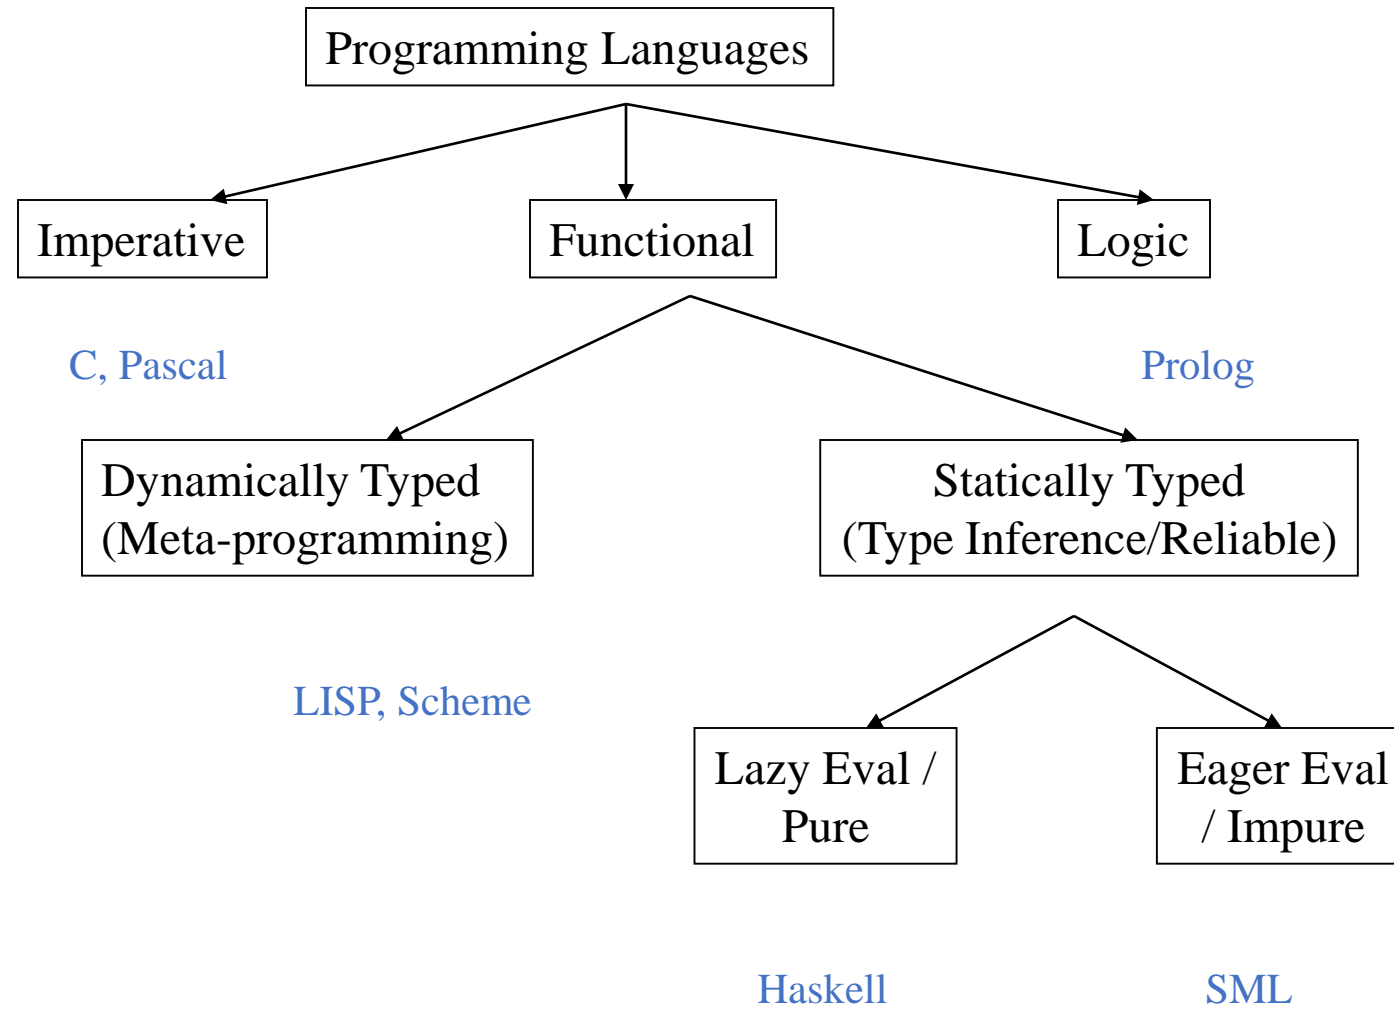 Programming Languages
Imperative
Functional
Logic
C, Pascal
Prolog
Dynamically Typed
(Meta-programming)
Statically Typed
(Type Inference/Reliable)
LISP, Scheme
Lazy Eval /
Pure
Eager Eval
/ Impure
Haskell
SML